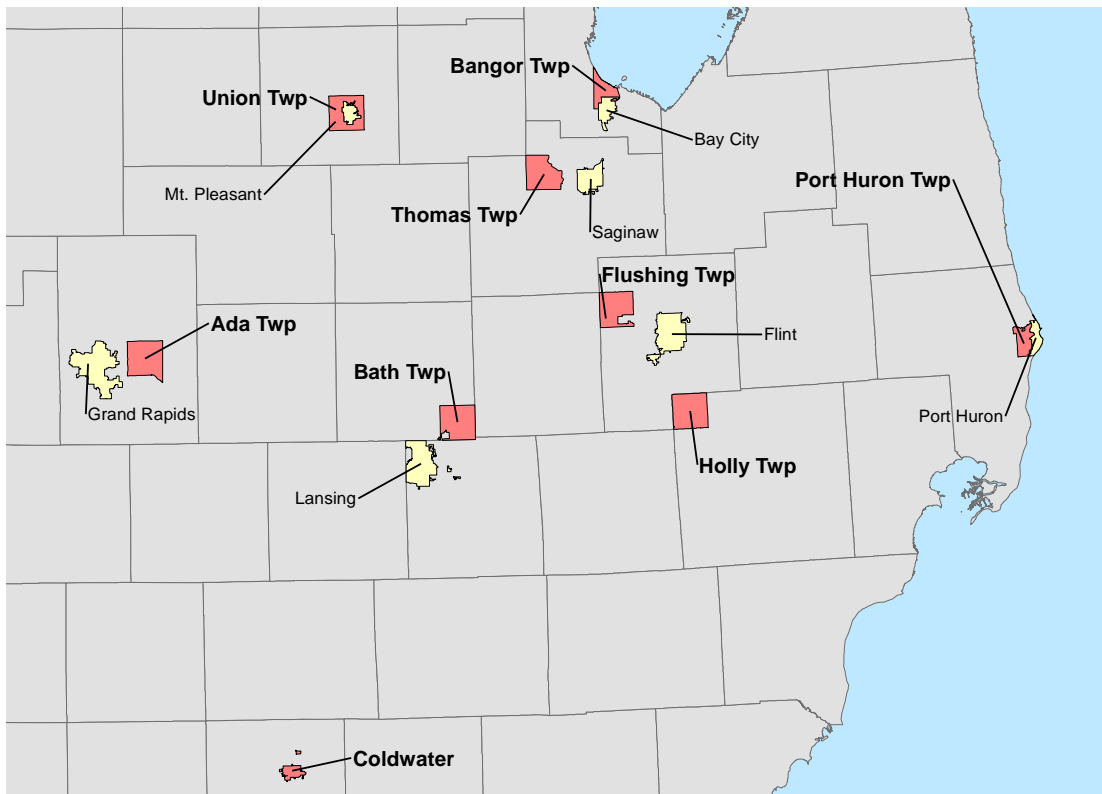 Bangor Twp
Union Twp
Bay City
Mt. Pleasant
Port Huron Twp
Thomas Twp
Saginaw
Flushing Twp
Ada Twp
Flint
Bath Twp
Grand Rapids
Port Huron
Holly Twp
Lansing
Coldwater